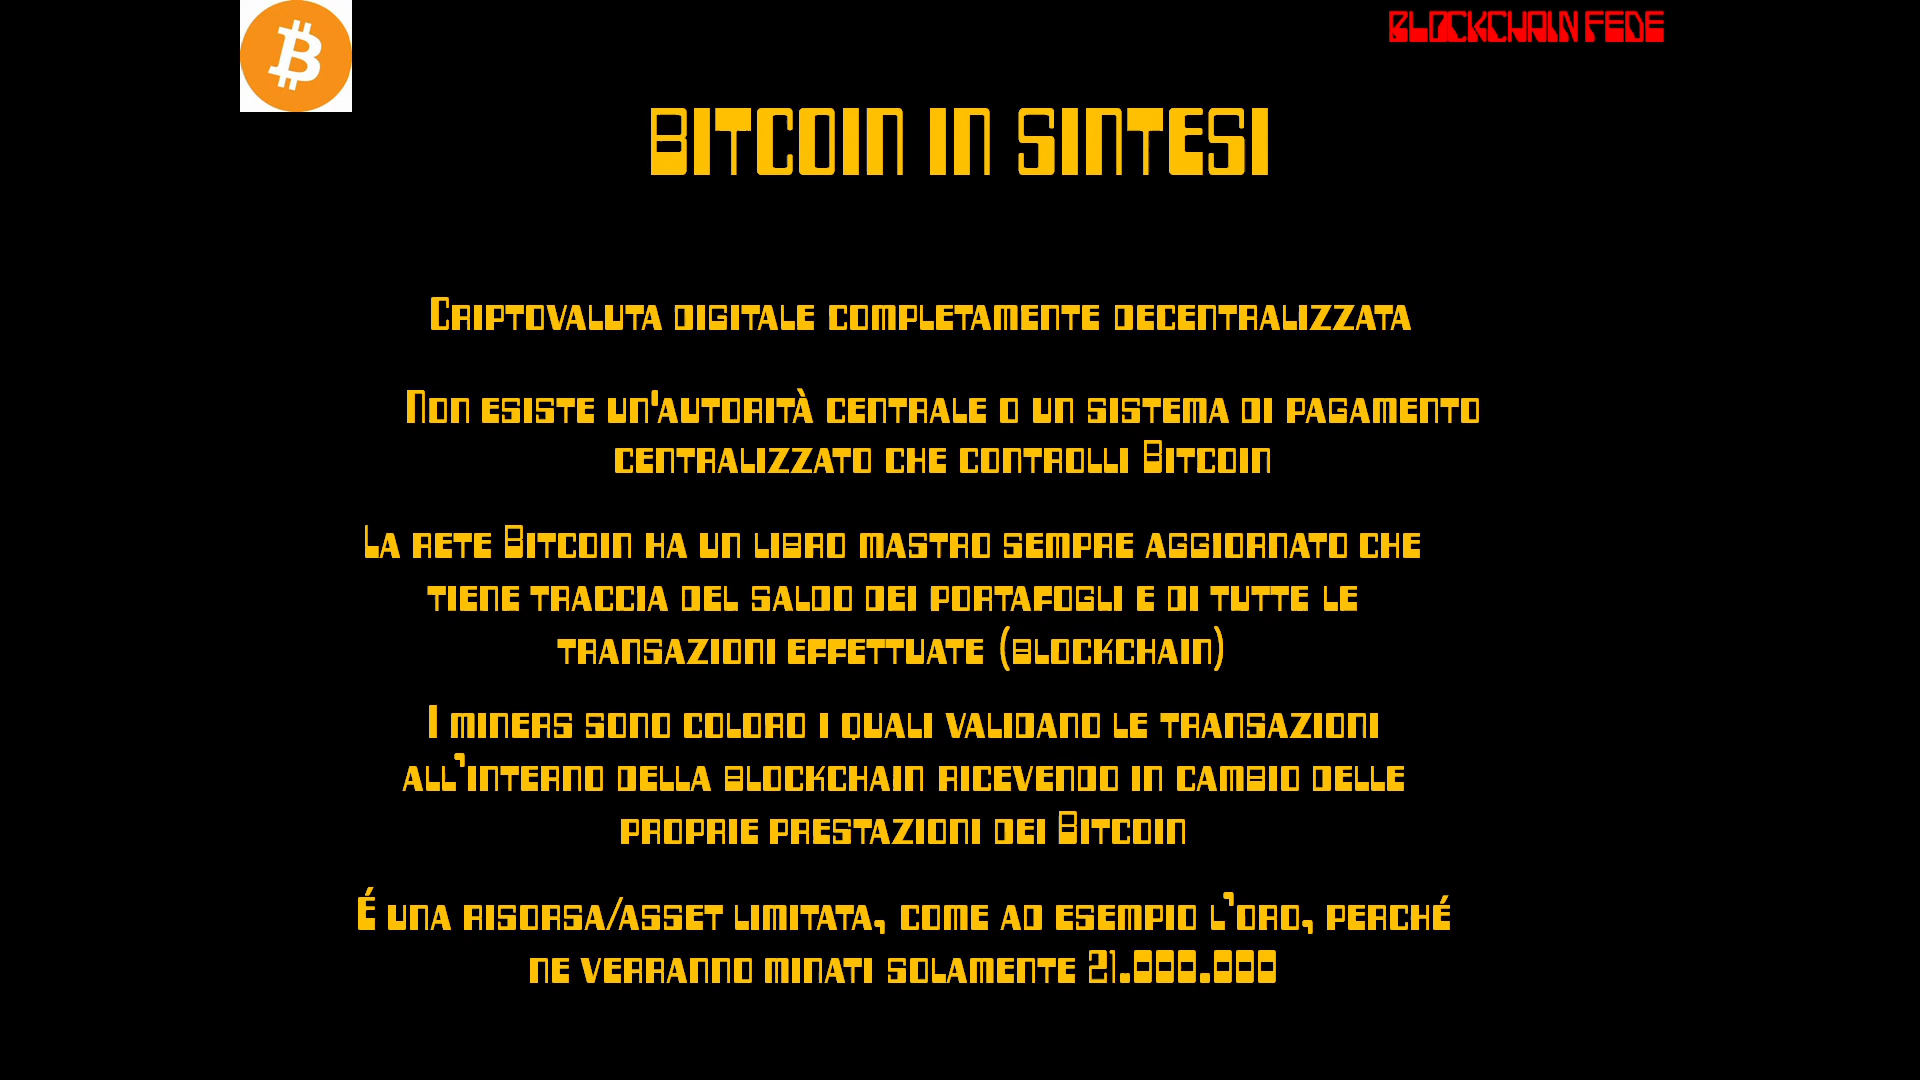 BLOCKCHAIN FEDE
Bitcoin in sintesi
Criptovaluta digitale completamente decentralizzata
Non esiste un'autorità centrale o un sistema di pagamento
centralizzato che controlli Bitcoin
La rete Bitcoin ha un libro mastro sempre aggiornato che
tiene traccia del saldo dei portafogli e di tutte le
transazioni effettuate (blockchain)
I miners sono coloro i quali validano le transazioni
all’interno della blockchain ricevendo in cambio delle
proprie prestazioni dei Bitcoin
É una risorsa/asset limitata, come ad esempio l’oro, perché
ne verranno minati solamente 21.000.000